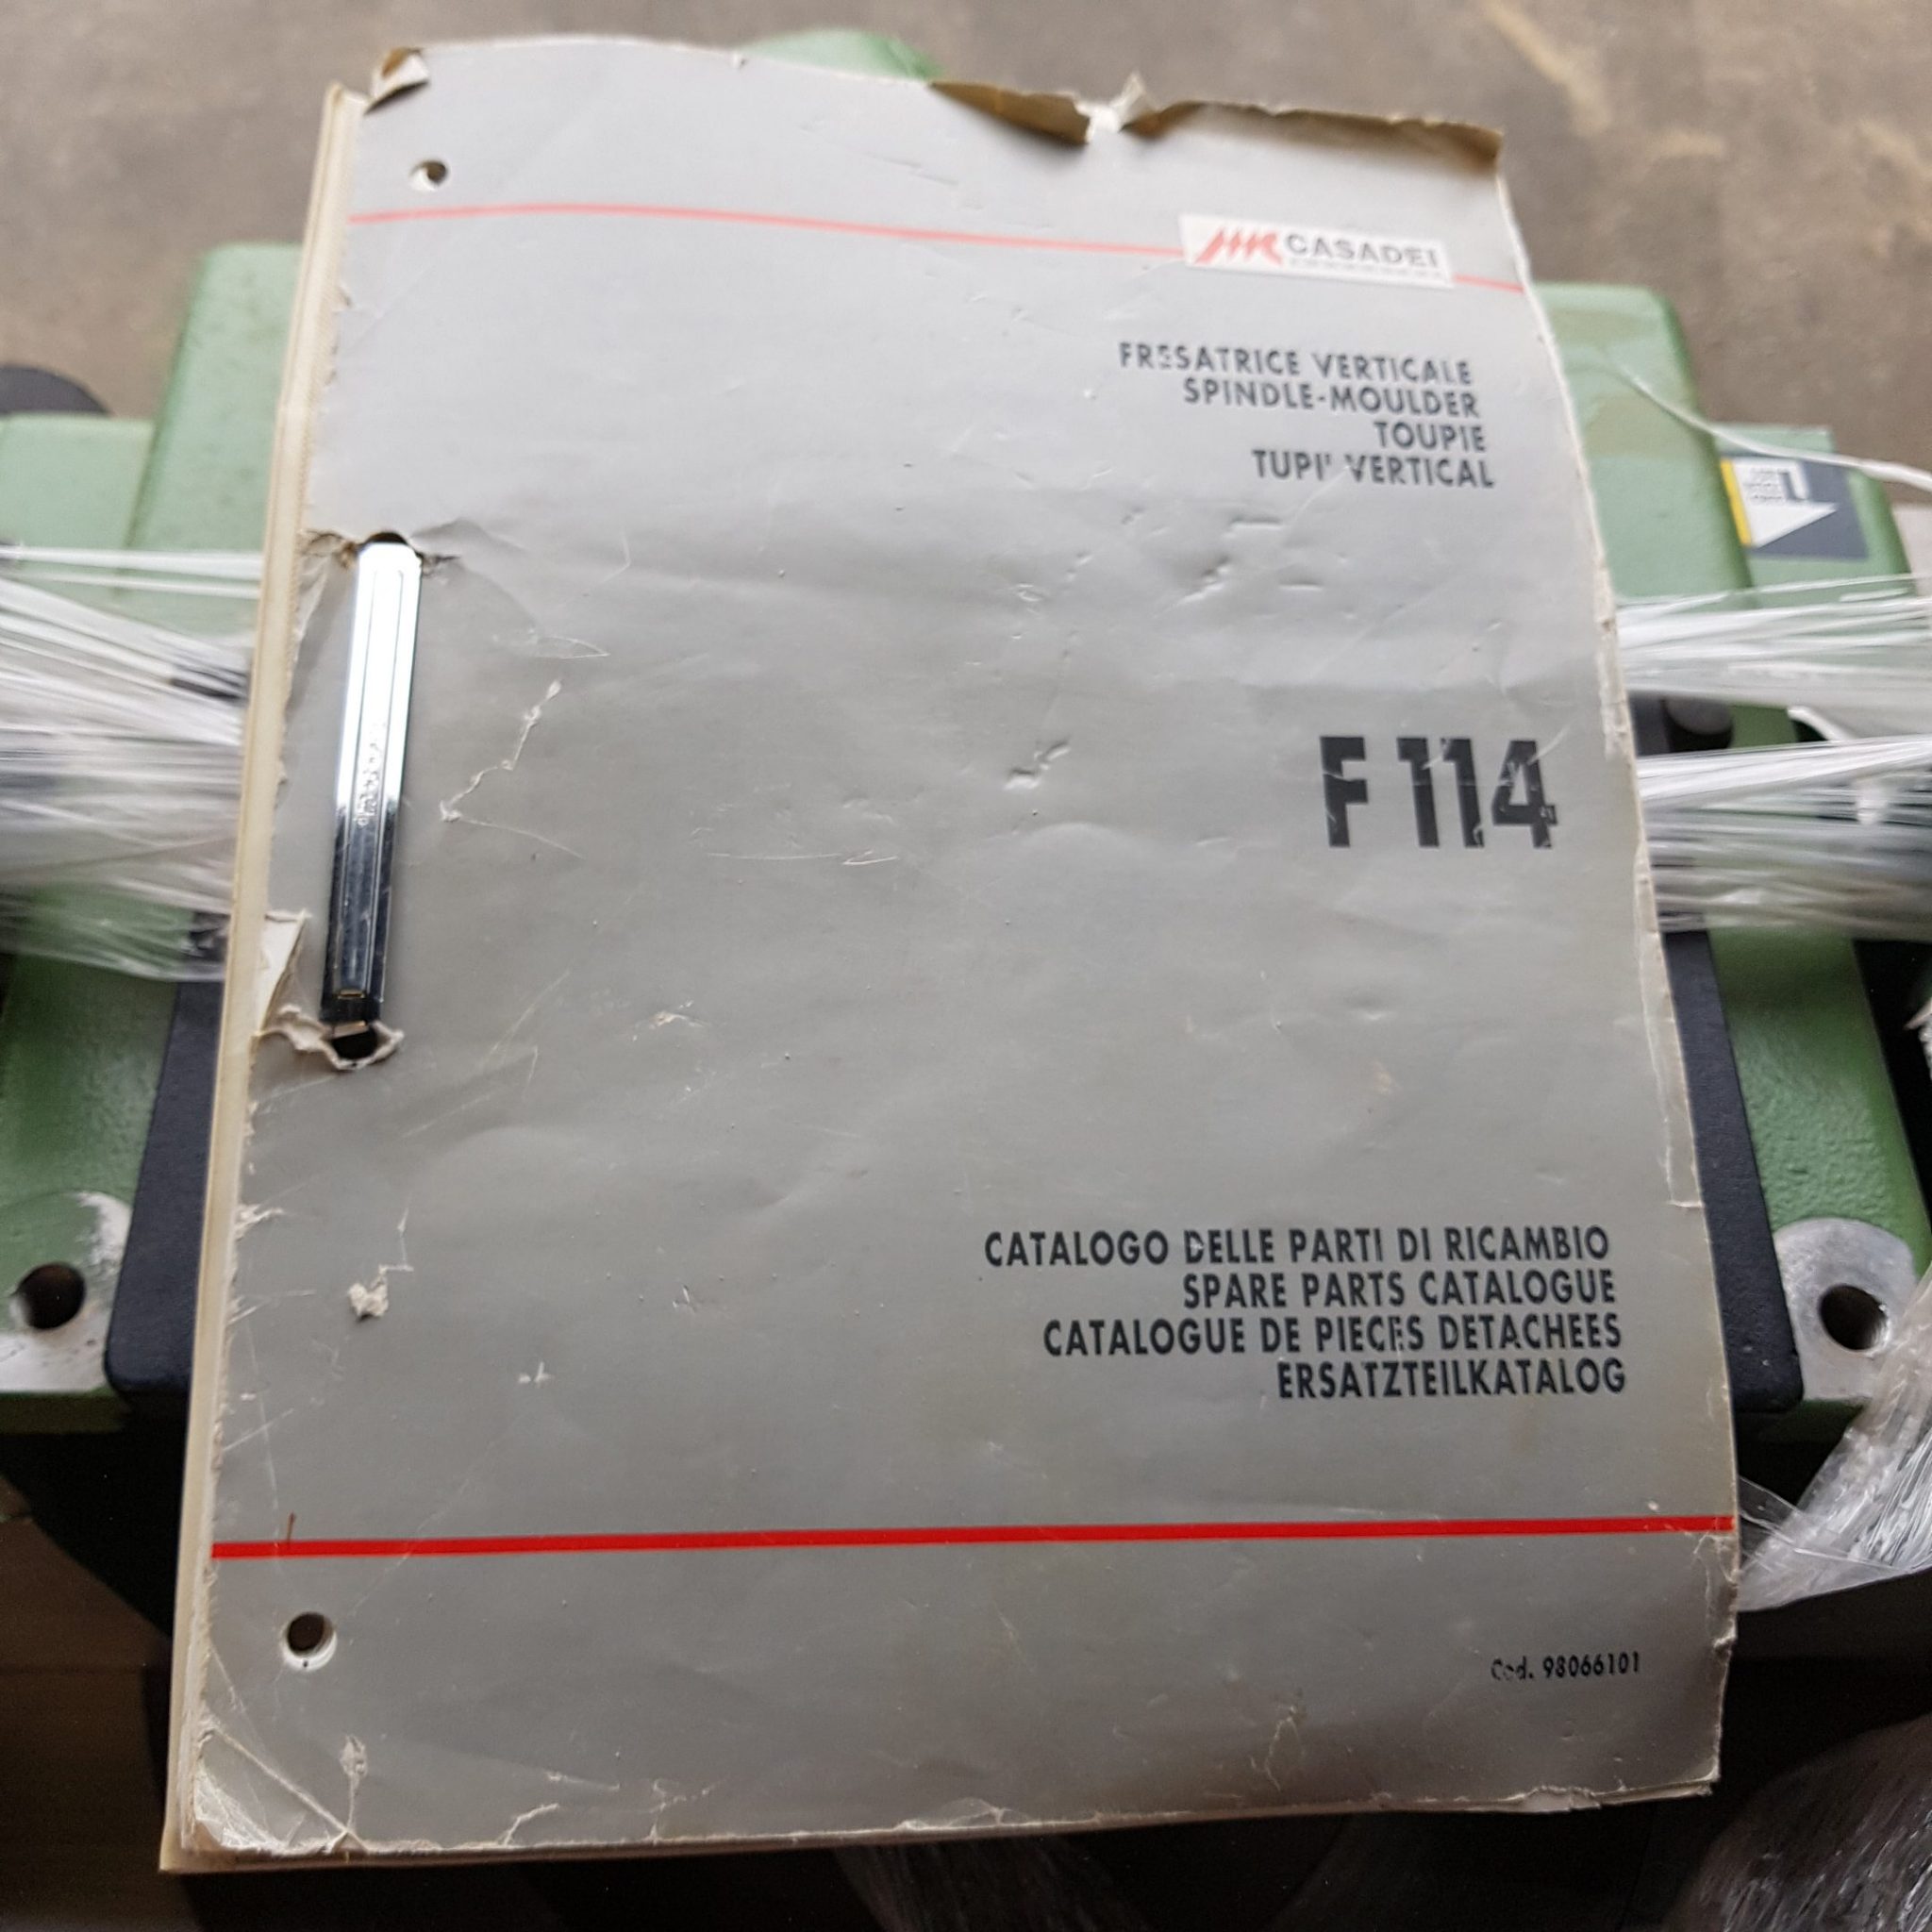 CASADEI
FRESATRICE VERTICALE
SPINDLE-MOULDER
TOUPIE
TUPI' VERTICAL
F 114
CATALOGO DELLE PARTI DI RICAMBIO
SPARE PARTS CATALOGUE
CATALOGUE DE PIECES DETACHEES
ERSATZTEILKATALOG
Cod. 98066101